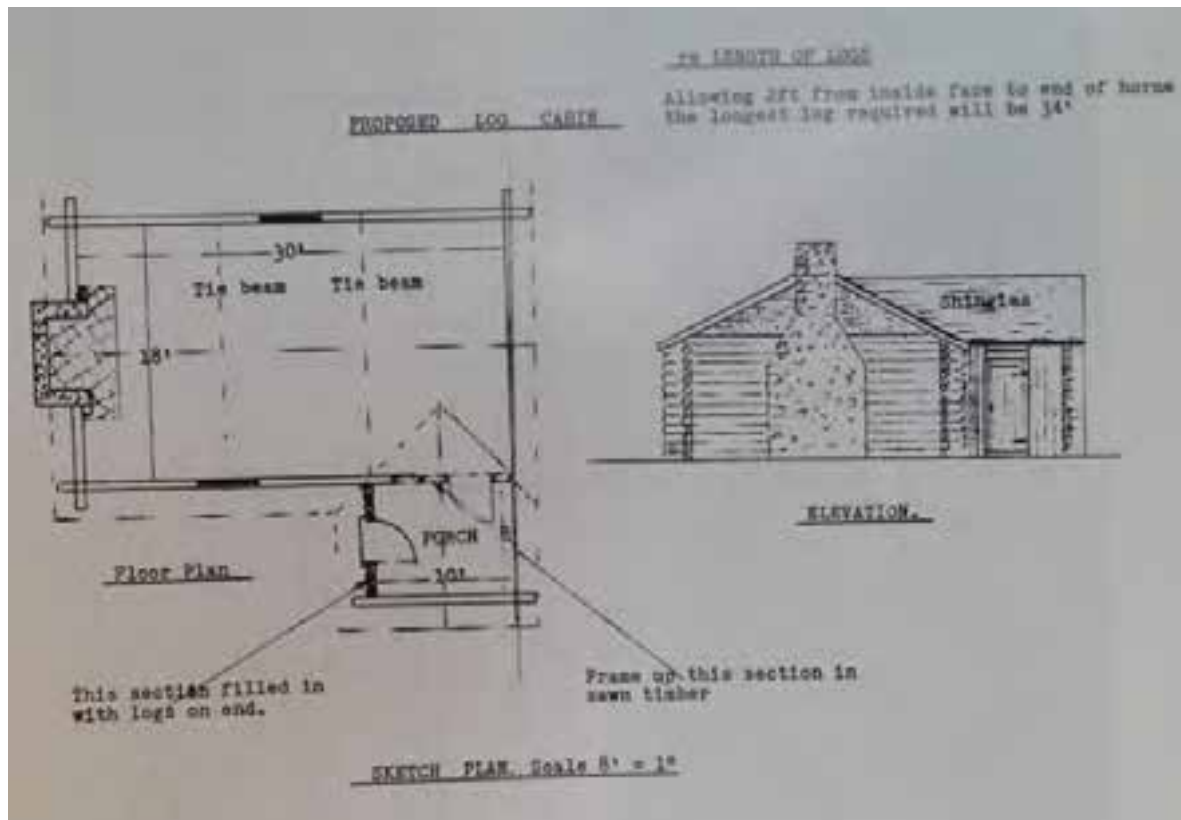 re LENGTH OF LOGS
Allowing 2ft from inside face to end of horns
the longest log required will be 34'
PROPOSED LOG CABIN
30'
Tie beam Tie beam
18'
Shingles
PORCH
10'
Floor Plan
ELEVATION.
This section filled in
with logs on end.
Frame up this section in
sawn timber
SKETCH PLAN. Scale 8' = 1"